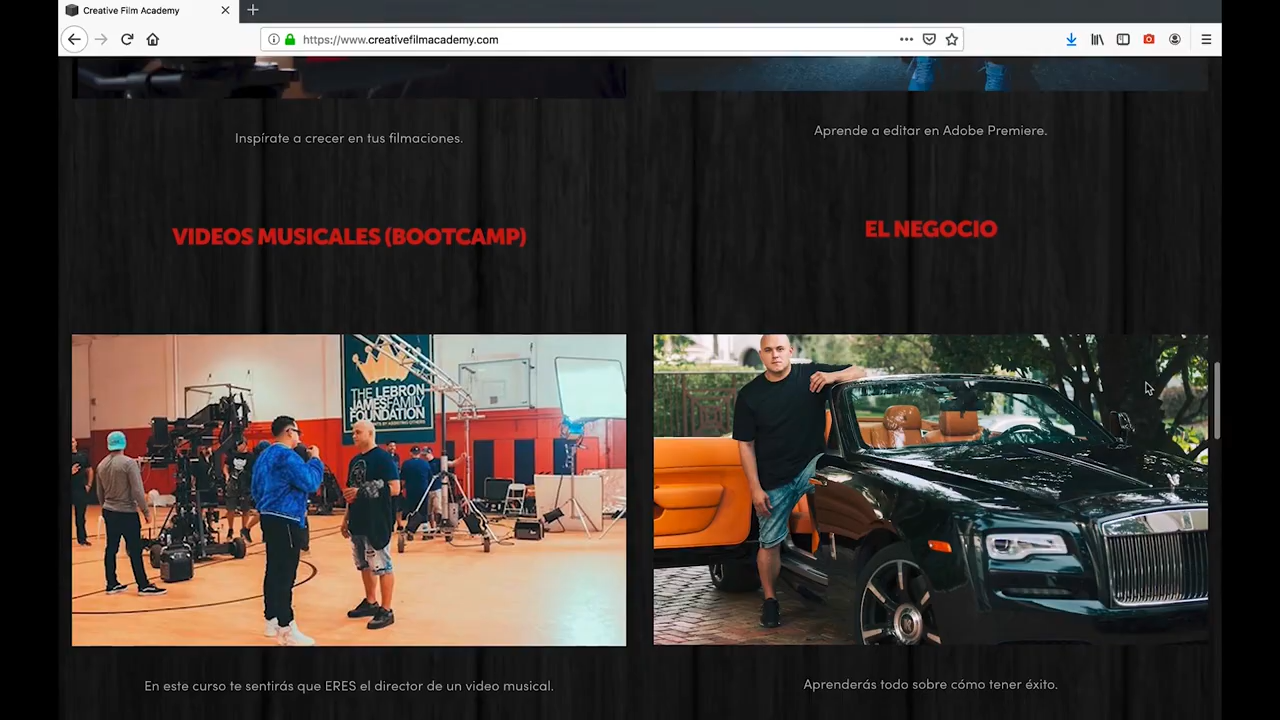 Creative Film Academy
https://www.creativefilmacademy.com
Inspírate a crecer en tus filmaciones.
Aprende a editar en Adobe Premiere.
VIDEOS MUSICALES (BOOTCAMP)
EL NEGOCIO
THE LEBRON
JAMES FAMILY
FOUNDATION
En este curso te sentirás que ERES el director de un video musical.
Aprenderás todo sobre cómo tener éxito.